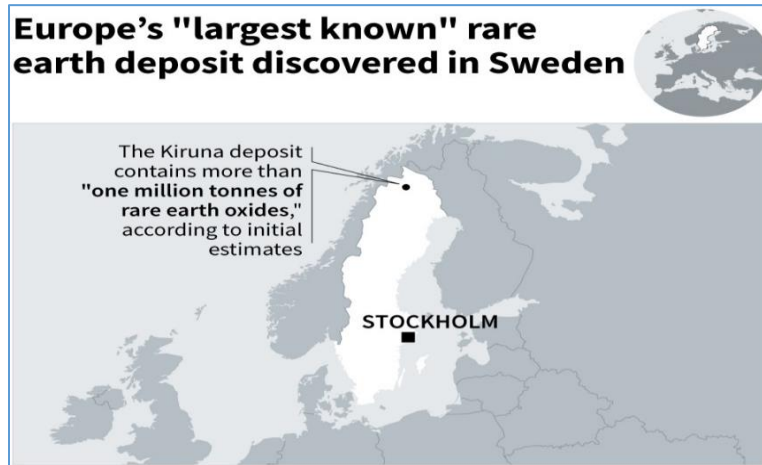 Europe’s "largest known" rare
earth deposit discovered in Sweden
The Kiruna deposit
contains more than
"one million tonnes of
rare earth oxides,"
according to initial
estimates
STOCKHOLM